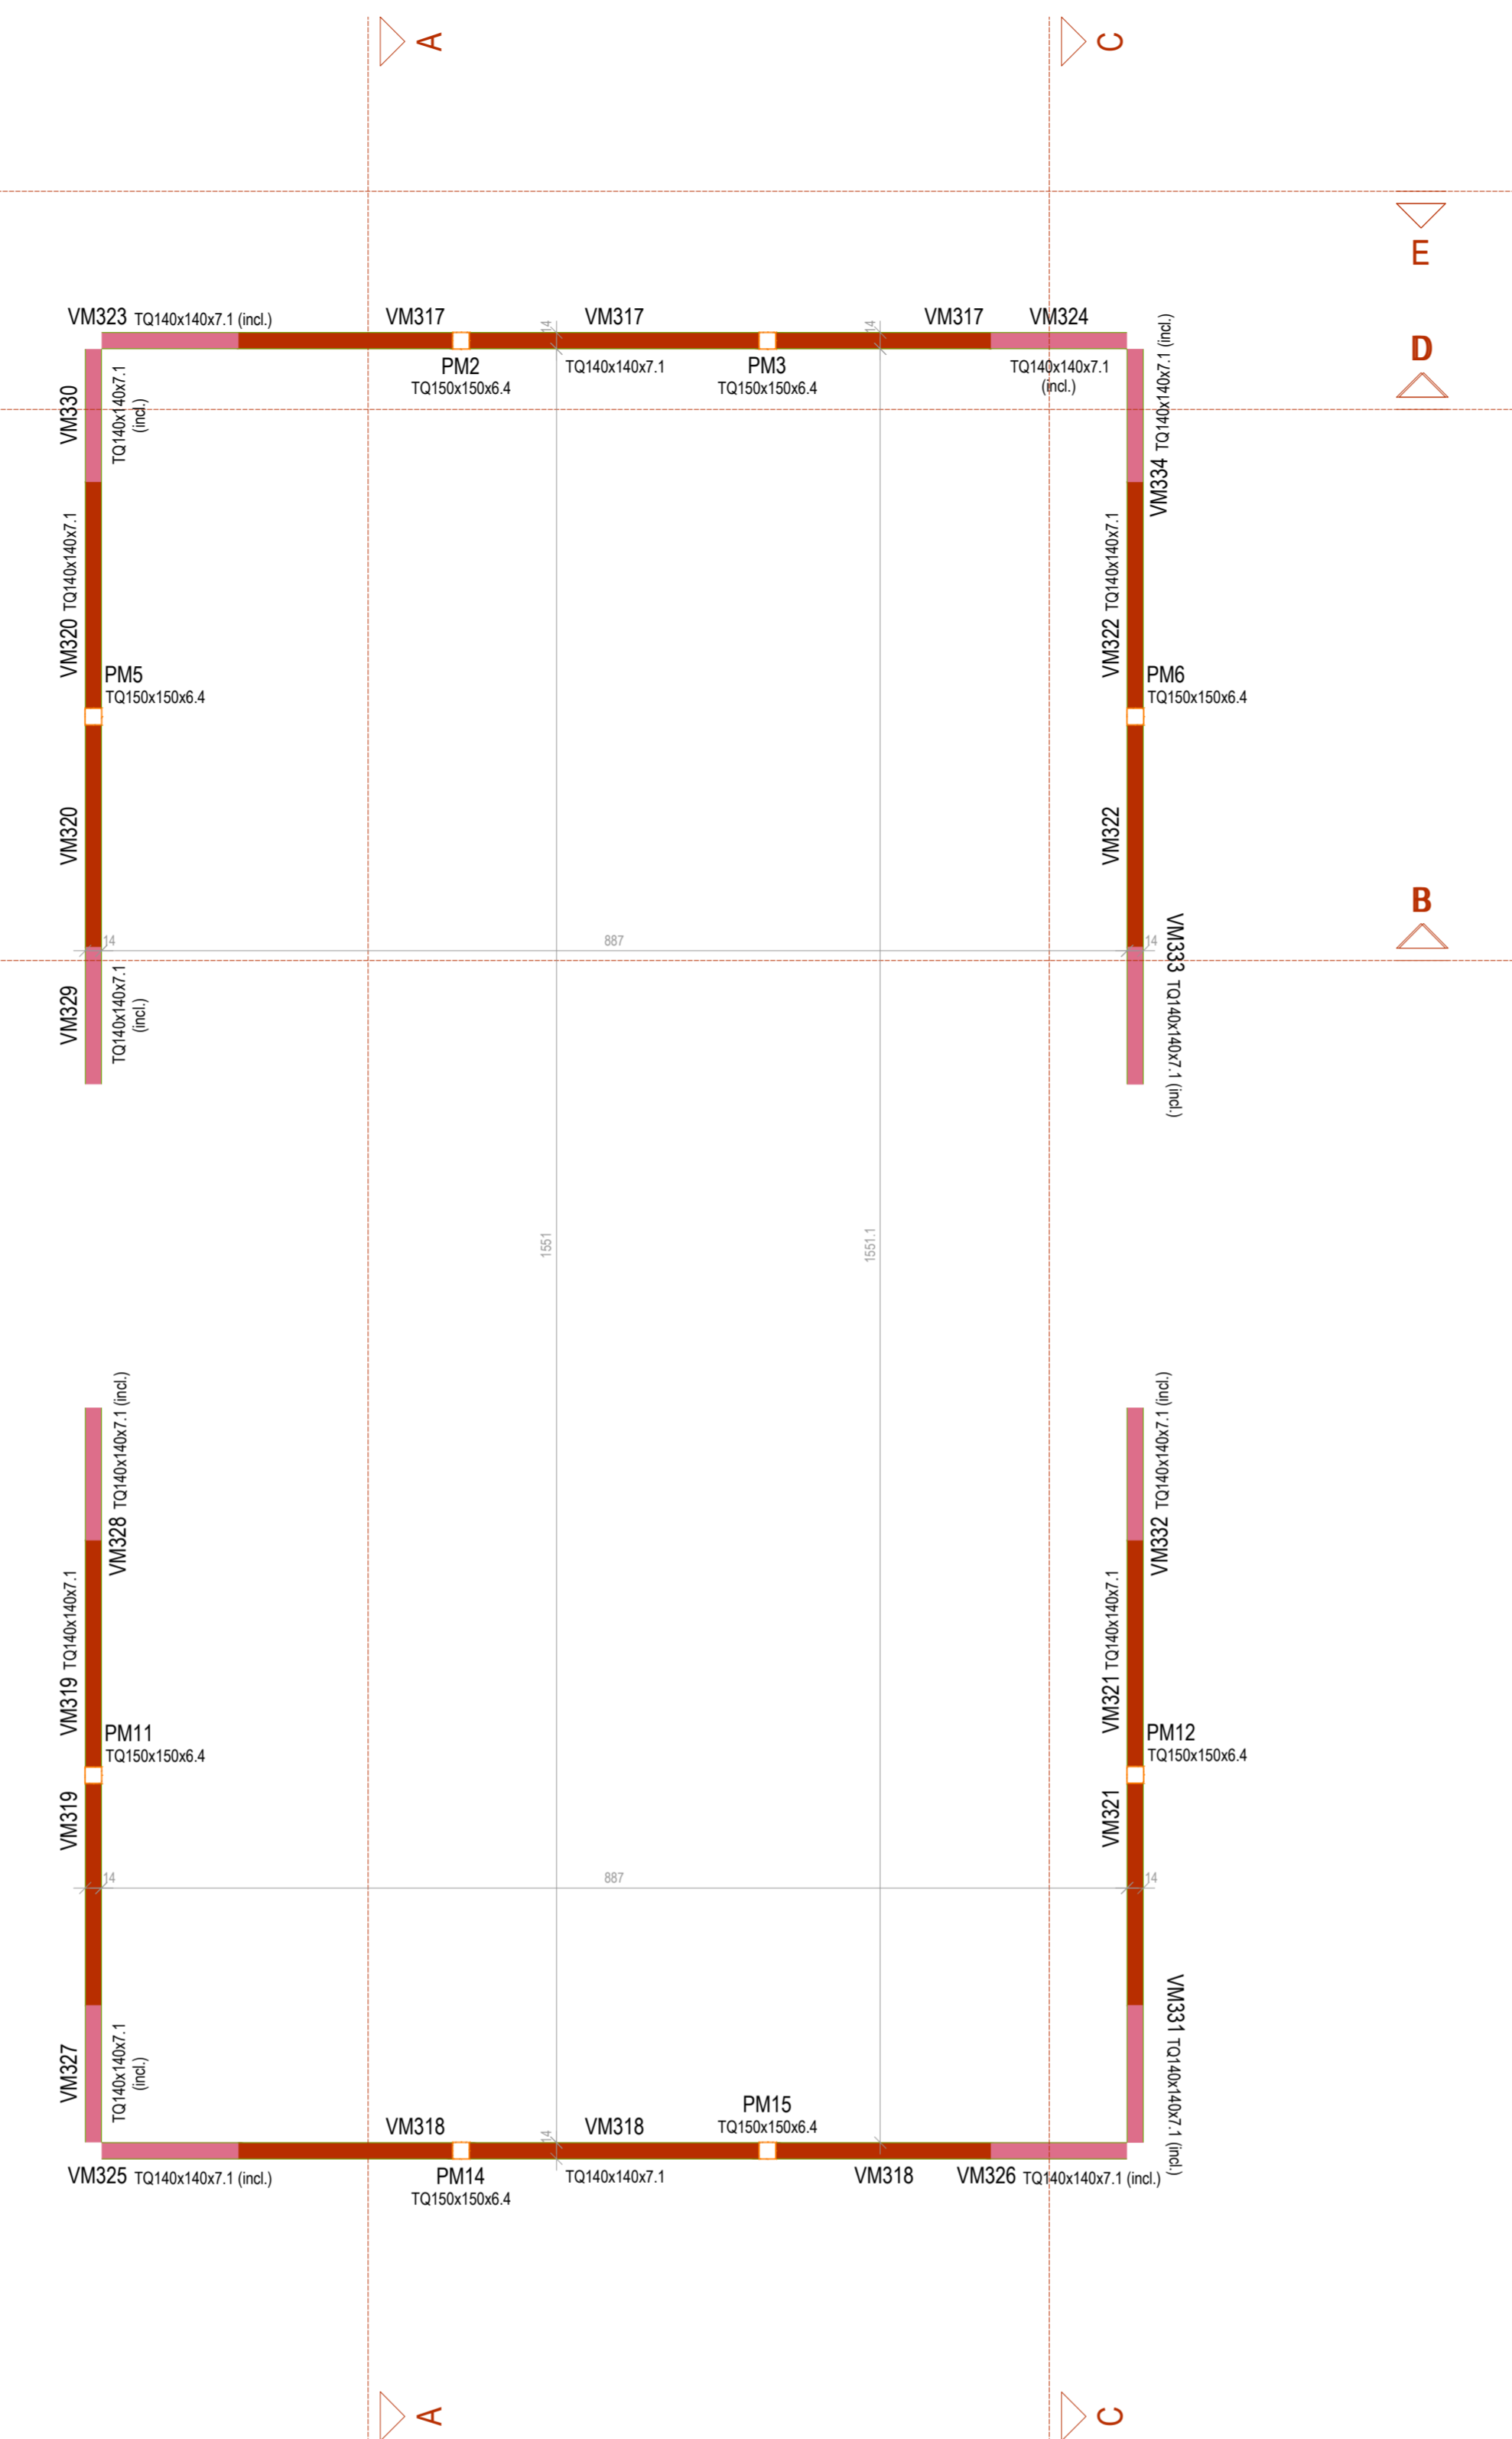 A
C
E
D
VM323 TQ140x140x7.1 (incl.)
VM317
VM317
VM317
VM324
14
14
PM2
TQ150x150x6.4
TQ140x140x7.1
PM3
TQ150x150x6.4
TQ140x140x7.1
(incl.)
VM330
TQ140x140x7.1
(incl.)
VM334 TQ140x140x7.1 (incl.)
VM320 TQ140x140x7.1
VM322 TQ140x140x7.1
PM5
TQ150x150x6.4
PM6
TQ150x150x6.4
VM320
VM322
B
14
887
14
VM329
TQ140x140x7.1
(incl.)
VM333 TQ140x140x7.1 (incl.)
1551
1551.1
VM328 TQ140x140x7.1 (incl.)
VM332 TQ140x140x7.1 (incl.)
VM319 TQ140x140x7.1
VM321 TQ140x140x7.1
PM11
TQ150x150x6.4
PM12
TQ150x150x6.4
VM319
VM321
14
887
14
VM327
TQ140x140x7.1
(incl.)
VM331 TQ140x140x7.1 (incl.)
VM318
14
VM318
PM15
TQ150x150x6.4
VM325 TQ140x140x7.1 (incl.)
PM14
TQ150x150x6.4
TQ140x140x7.1
VM318
VM326 TQ140x140x7.1 (incl.)
A
C